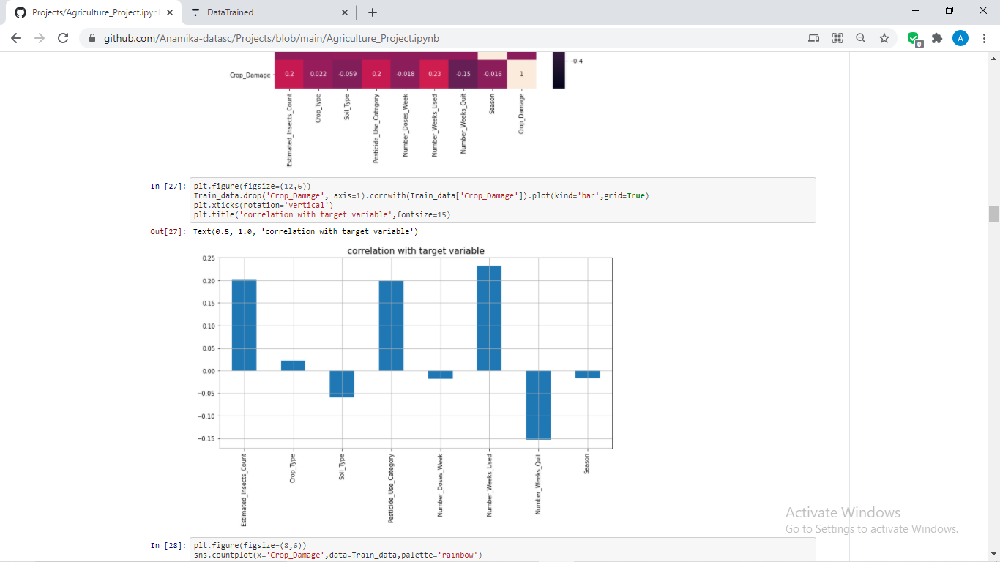 Projects/Agriculture_Project.ipyn
DataTrained
github.com/Anamika-datasc/Projects/blob/main/Agriculture_Project.ipynb
0
A
−0.4
Crop_Damage
0.2 0.022 -0.059 0.2 -0.018 0.23 -0.15 -0.016 1
Estimated_Insects_Count
Crop_Type
Soil_Type
Pesticide_Use_Category
Number_Doses_Week
Number_Weeks_Used
Number_Weeks_Quit
Season
Crop_Damage
In [27]: plt.figure(figsize=(12,6))
Train_data.drop('Crop_Damage', axis=1).corrwith(Train_data['Crop_Damage']).plot(kind='bar',grid=True)
plt.xticks(rotation='vertical')
plt.title('correlation with target variable',fontsize=15)
Out[27]: Text(0.5, 1.0, 'correlation with target variable')
correlation with target variable
0.25
0.20
0.15
0.10
0.05
0.00
−0.05
−0.10
−0.15
Estimated_Insects_Count
Crop_Type
Soil_Type
Pesticide_Use_Category
Number_Doses_Week
Number_Weeks_Used
Number_Weeks_Quit
Season
Activate Windows
Go to Settings to activate Windows.
In [28]: plt.figure(figsize=(8,6))
sns.countplot(x='Crop_Damage',data=Train_data,palette='rainbow')